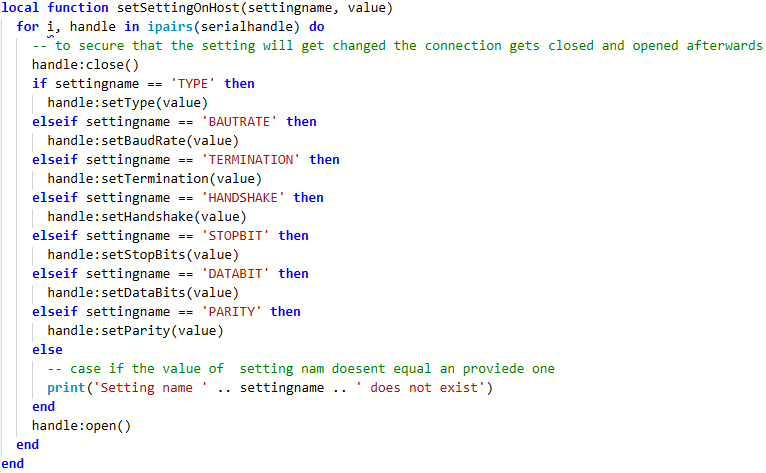 local function setSettingOnHost(settingname, value)
  for i, handle in ipairs(serialhandle) do
    -- to secure that the setting will get changed the connection gets closed and opened afterwards
    handle:close()
    if settingname == 'TYPE' then
      handle:setType(value)
    elseif settingname == 'BAUTRATE' then
      handle:setBaudRate(value)
    elseif settingname == 'TERMINATION' then
      handle:setTermination(value)
    elseif settingname == 'HANDSHAKE' then
      handle:setHandshake(value)
    elseif settingname == 'STOPBIT' then
      handle:setStopBits(value)
    elseif settingname == 'DATABIT' then
      handle:setDataBits(value)
    elseif settingname == 'PARITY' then
      handle:setParity(value)
    else
      -- case if the value of  setting nam doesent equal an proviede one
      print('Setting name ' .. settingname .. ' does not exist')
    end
    handle:open()
  end
end